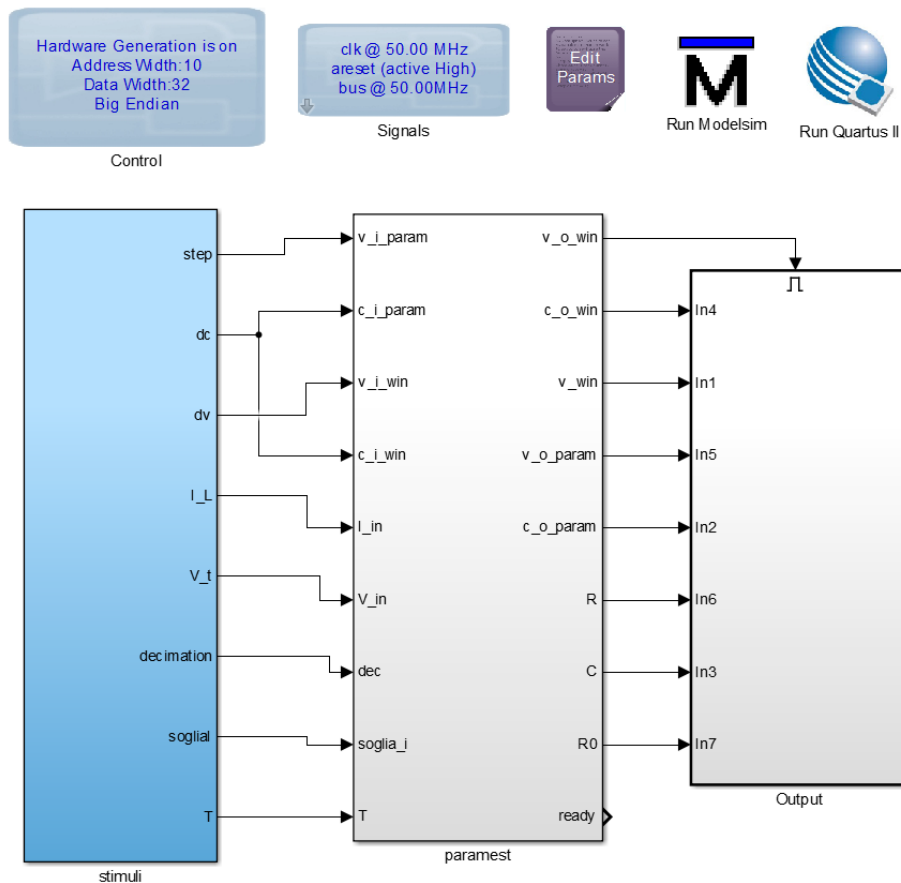 Hardware Generation is on
Address Width:10
Data Width:32
Big Endian
Control
clk @ 50.00 MHz
areset (active High)
bus @ 50.00MHz
Signals
Edit
Params
M
Run Modelsim
Run Quartus II
step
dc
dv
I_L
V_t
decimation
soglial
T
stimuli
v_i_param
c_i_param
v_i_win
c_i_win
I_in
V_in
dec
soglia_i
T
v_o_win
c_o_win
v_win
v_o_param
c_o_param
R
C
R0
ready
paramest
In4
In1
In5
In2
In6
In3
In7
Output